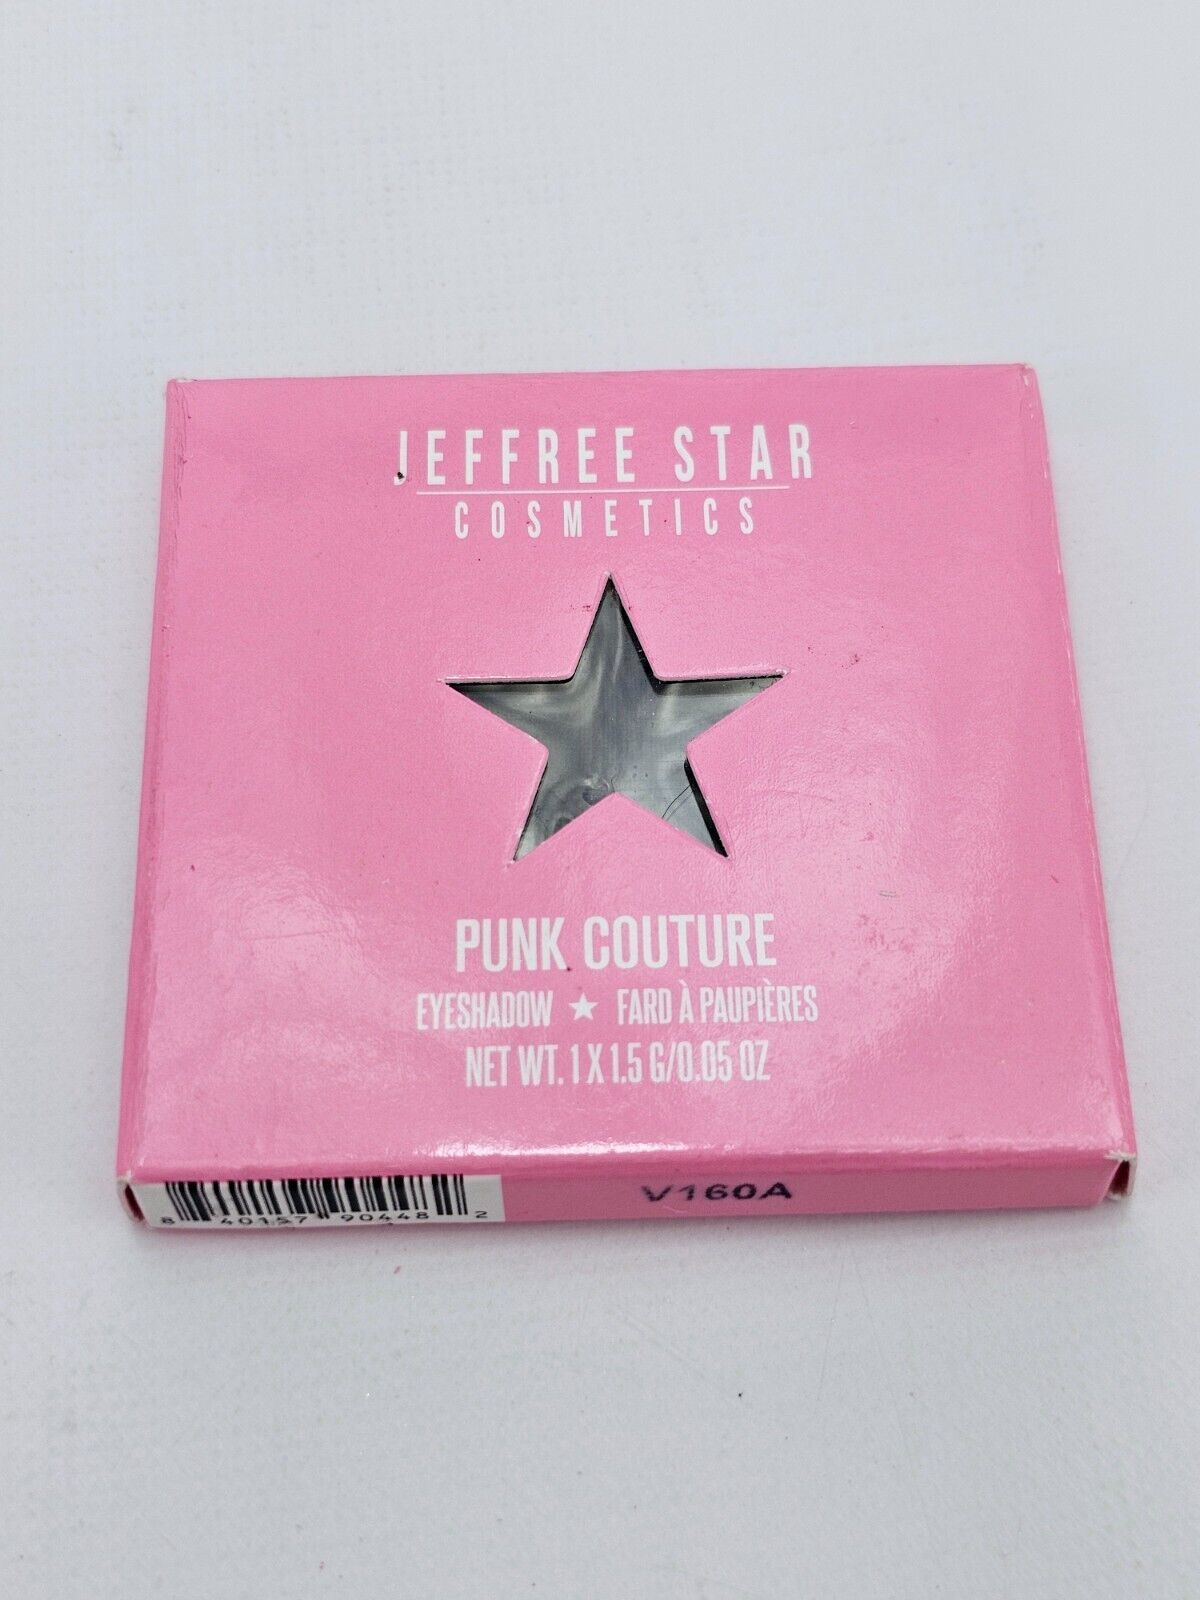 JEFFREE STAR
COSMETICS
PUNK COUTURE
EYESHADOW ★ FARD À PAUPIÈRES
NET WT. 1 X 1.5 G/0.05 OZ
V160A
8 40157 90448 2